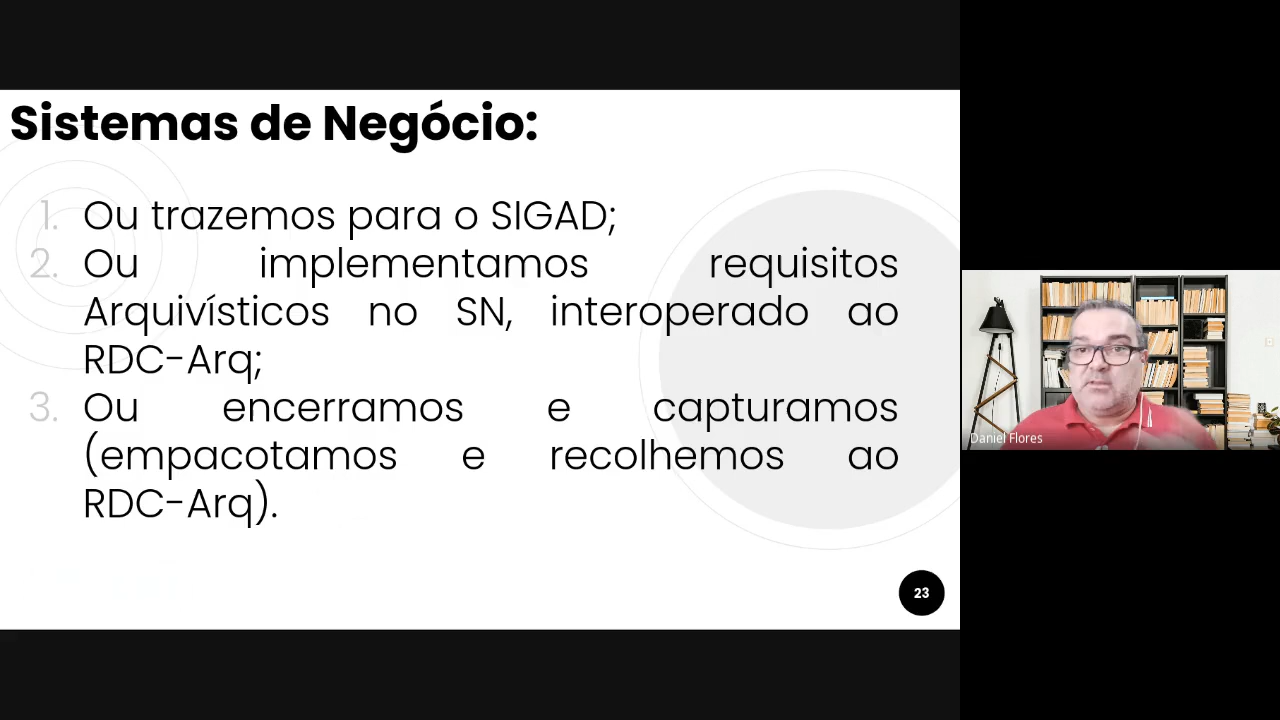 Sistemas de Negócio:
1. Ou trazemos para o SIGAD;
2. Ou implementamos requisitos
Arquivísticos no SN, interoperado ao
RDC-Arq;
3. Ou encerramos e capturamos
(empacotamos e recolhemos ao
RDC-Arq).
23
Daniel Flores